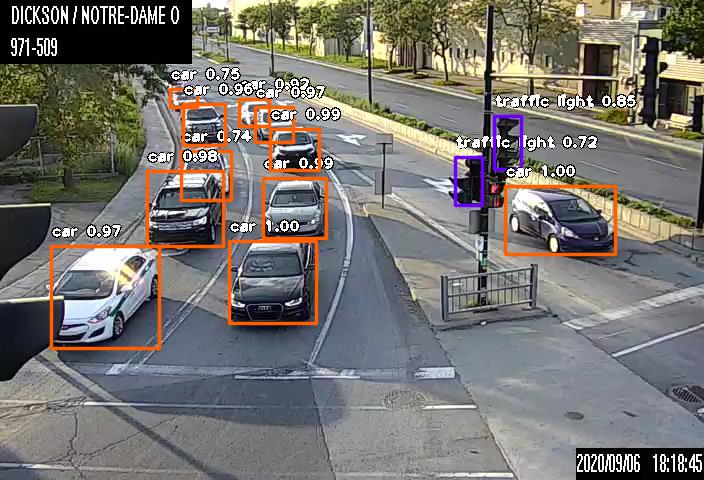 DICKSON / NOTRE-DAME O
971-509
car 0.75
car 0.92
car 0.96
car 0.97
traffic light 0.85
car 0.99
car 0.74
traffic light 0.72
car 0.98
car 0.99
car 1.00
car 1.00
car 0.97
2020/09/06 18:18:45